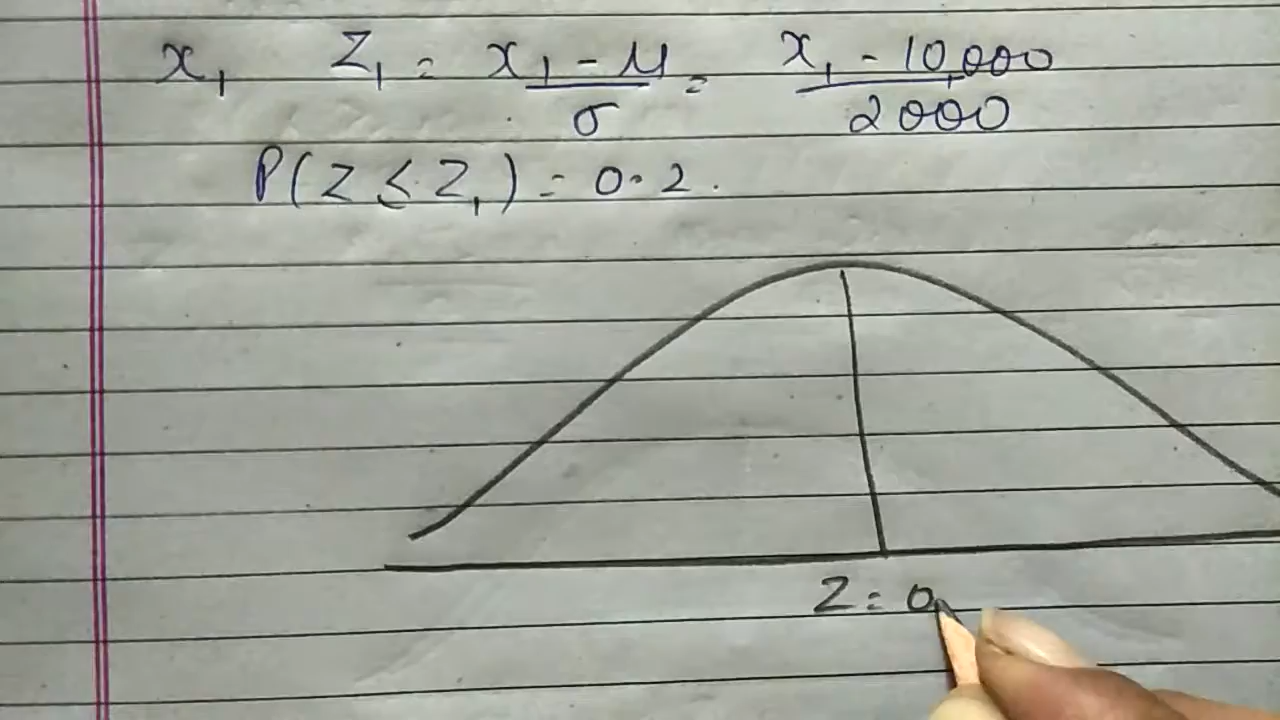 x₁ Z₁ = x₁ - μ / σ = x₁ - 10,000 / 2000
P(Z ≤ Z₁) = 0.2.
Z = 0